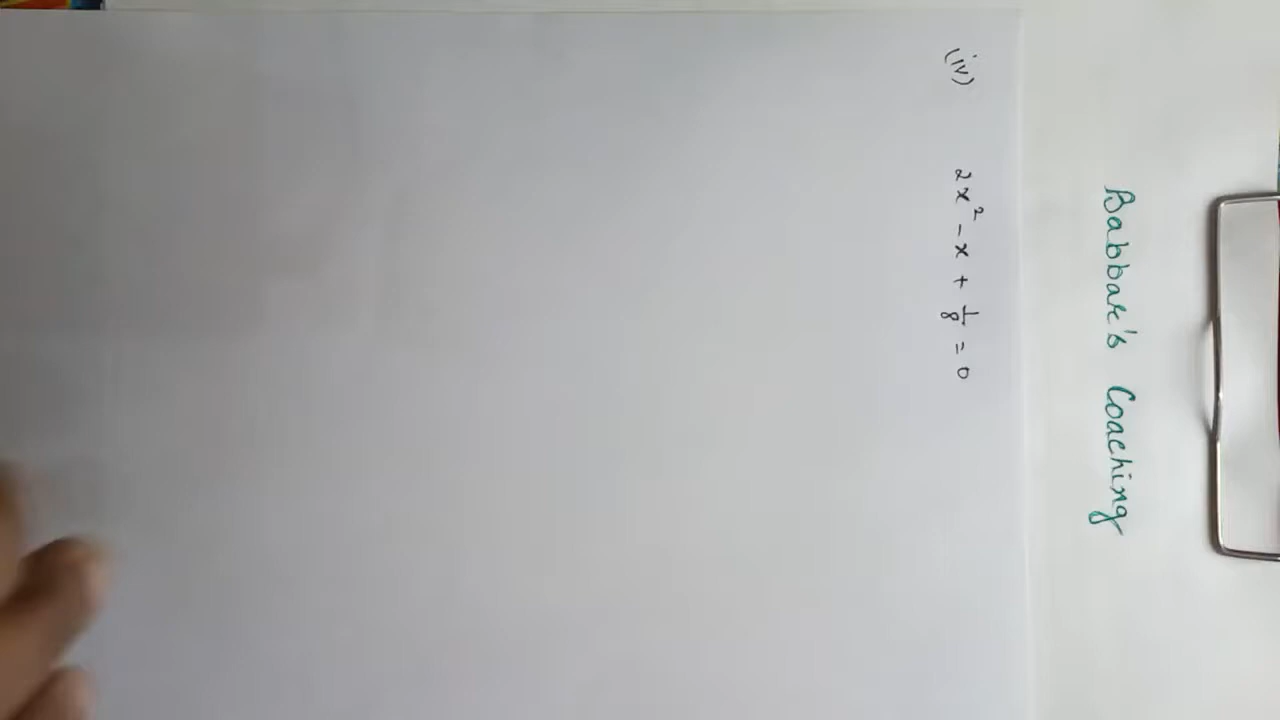 Babbar's Coaching
(iv) 2x² - x + 1/8 = 0